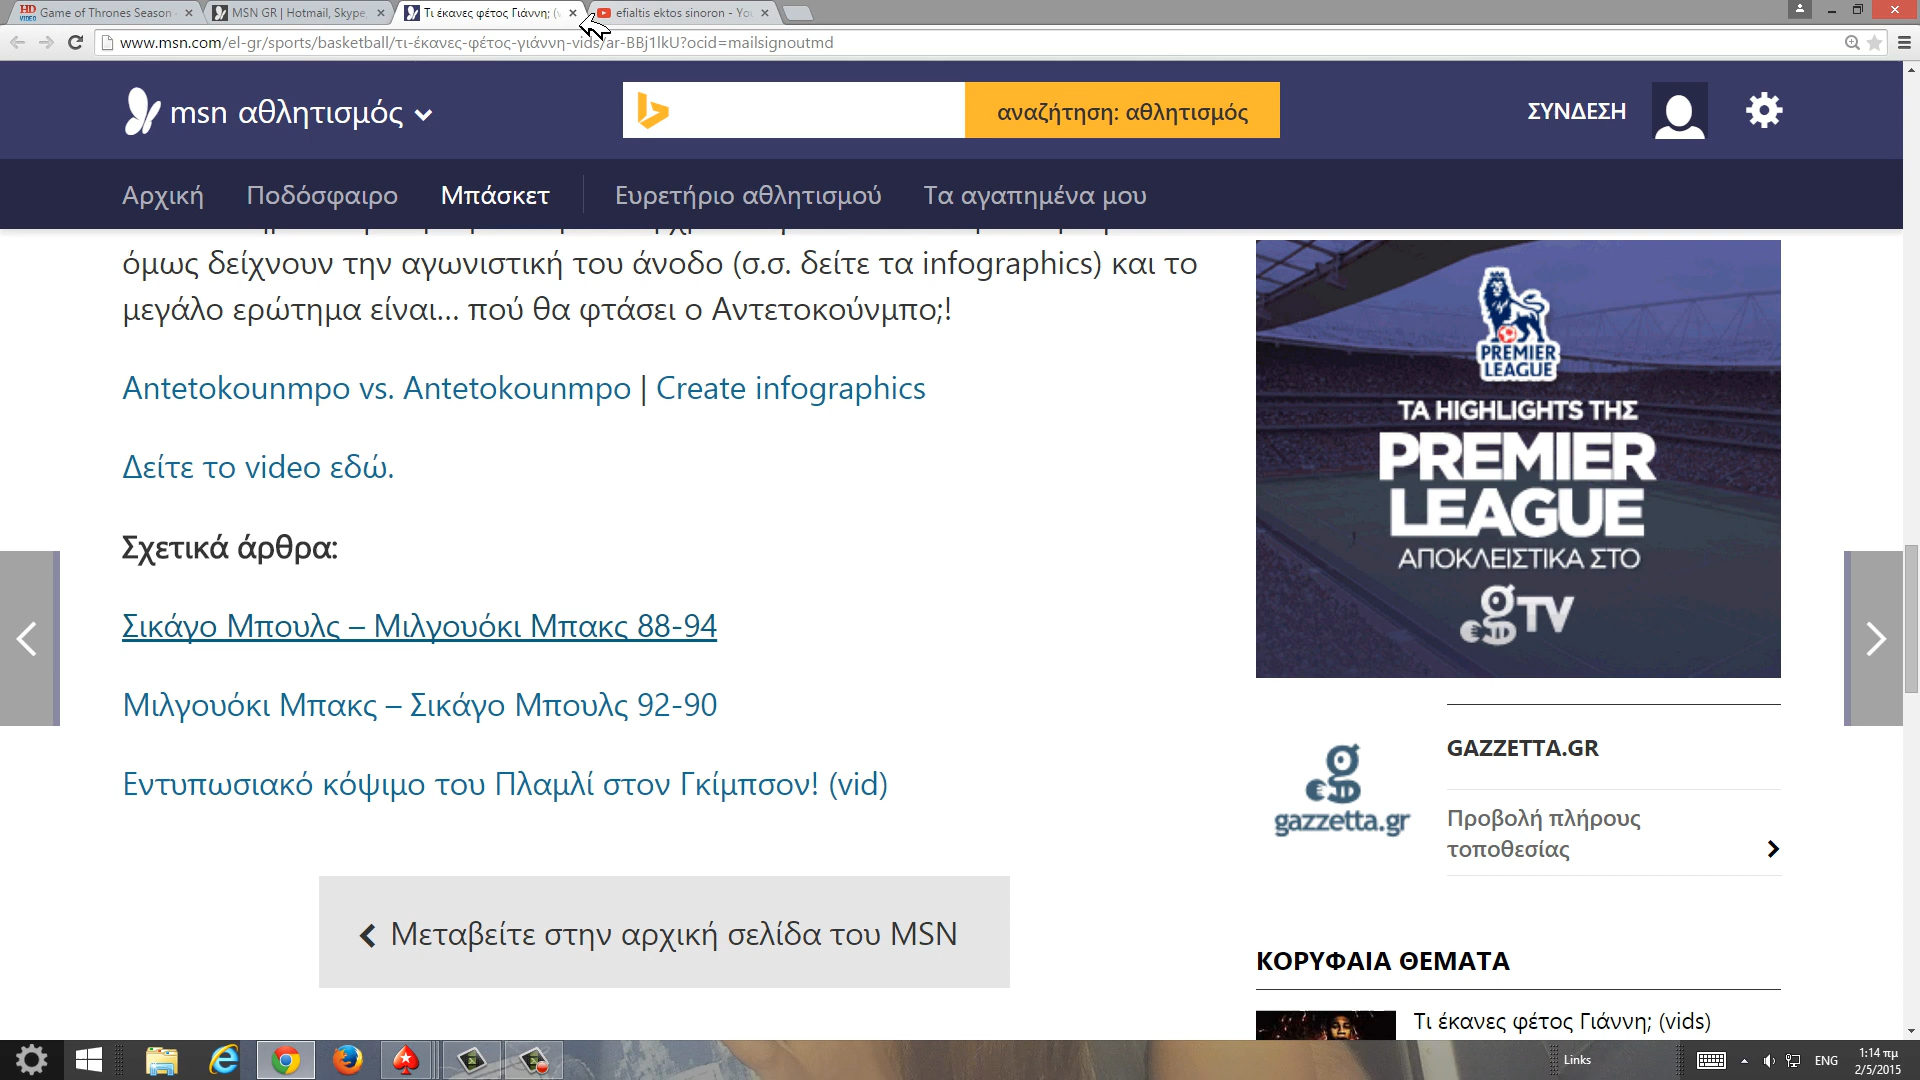 Game of Thrones Season
MSN GR | Hotmail, Skype,
Τι έκανες φέτος Γιάννη; (v
efialtis ektos sinoron - You
www.msn.com/el-gr/sports/basketball/τι-έκανες-φέτος-γιάννη-vids/ar-BBj1lkU?ocid=mailsignoutmd
msn αθλητισμός
αναζήτηση: αθλητισμός
ΣΥΝΔΕΣΗ
Αρχική Ποδόσφαιρο Μπάσκετ Ευρετήριο αθλητισμού Τα αγαπημένα μου
όμως δείχνουν την αγωνιστική του άνοδο (σ.σ. δείτε τα infographics) και το
μεγάλο ερώτημα είναι... πού θα φτάσει ο Αντετοκούνμπο;!
Antetokounmpo vs. Antetokounmpo | Create infographics
Δείτε το video εδώ.
Σχετικά άρθρα:
Σικάγο Μπουλς – Μιλγουόκι Μπακς 88-94
Μιλγουόκι Μπακς – Σικάγο Μπουλς 92-90
Εντυπωσιακό κόψιμο του Πλαμλί στον Γκίμπσον! (vid)
Μεταβείτε στην αρχική σελίδα του MSN
PREMIER
LEAGUE
ΤΑ HIGHLIGHTS ΤΗΣ
PREMIER
LEAGUE
ΑΠΟΚΛΕΙΣΤΙΚΑ ΣΤΟ
gTV
gazzetta.gr
GAZZETTA.GR
Προβολή πλήρους
τοποθεσίας
ΚΟΡΥΦΑΙΑ ΘΕΜΑΤΑ
Τι έκανες φέτος Γιάννη; (vids)
Links
ENG
1:14 πμ
2/5/2015